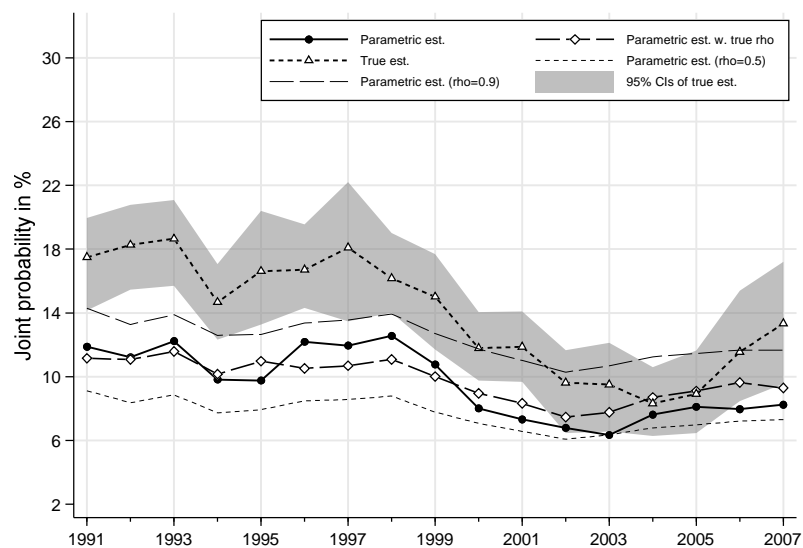 Parametric est.
True est.
Parametric est. (rho=0.9)
Parametric est. w. true rho
Parametric est. (rho=0.5)
95% CIs of true est.
Joint probability in %
30
26
22
18
14
10
6
2
1991 1993 1995 1997 1999 2001 2003 2005 2007